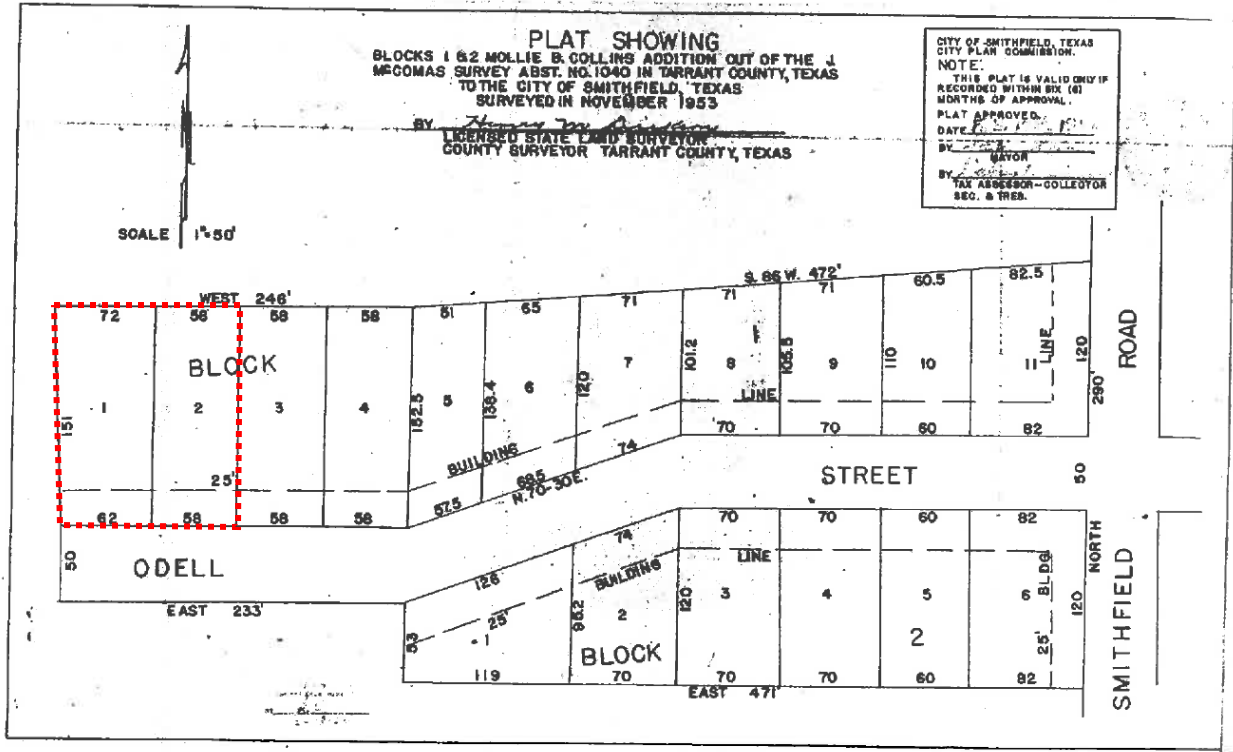 PLAT SHOWING
BLOCKS 1 & 2 MOLLIE B. COLLINS ADDITION OUT OF THE J.
McCOMAS SURVEY ABST. NO. 1040 IN TARRANT COUNTY, TEXAS
TO THE CITY OF SMITHFIELD, TEXAS
SURVEYED IN NOVEMBER 1953
BY Henry M.
LICENSED STATE LAND SURVEYOR
COUNTY SURVEYOR TARRANT COUNTY, TEXAS
CITY OF SMITHFIELD, TEXAS
CITY PLAN COMMISSION.
NOTE:
THIS PLAT IS VALID ONLY IF
RECORDED WITHIN SIX (6)
MONTHS OF APPROVAL.
PLAT APPROVED
DATE
BY
MAYOR
BY
TAX ASSESSOR-COLLECTOR
SEC. & TRES.
SCALE 1"=50'
WEST 246'
S. 86 W. 472'
72 58 58 58 51 65 71 71 71 60.5 82.5
BLOCK
1 2 3 4 5 6 7 8 9 10 11
151
152.5
138.4
120
101.2
105.5
110
LINE
120
290'
ROAD
25'
BUILDING
LINE
62 58 58 58 57.5 69.5 74 70 70 60 82
N. 70-30 E.
STREET
50
50
ODELL
EAST 233'
126 74 70 70 60 82
BUILDING
LINE
25'
53
95.2
120
1 2 3 4 5 6
BLOCK
2
BLDG
25'
120
NORTH
SMITHFIELD
119 70 70 70 60 82
EAST 471'